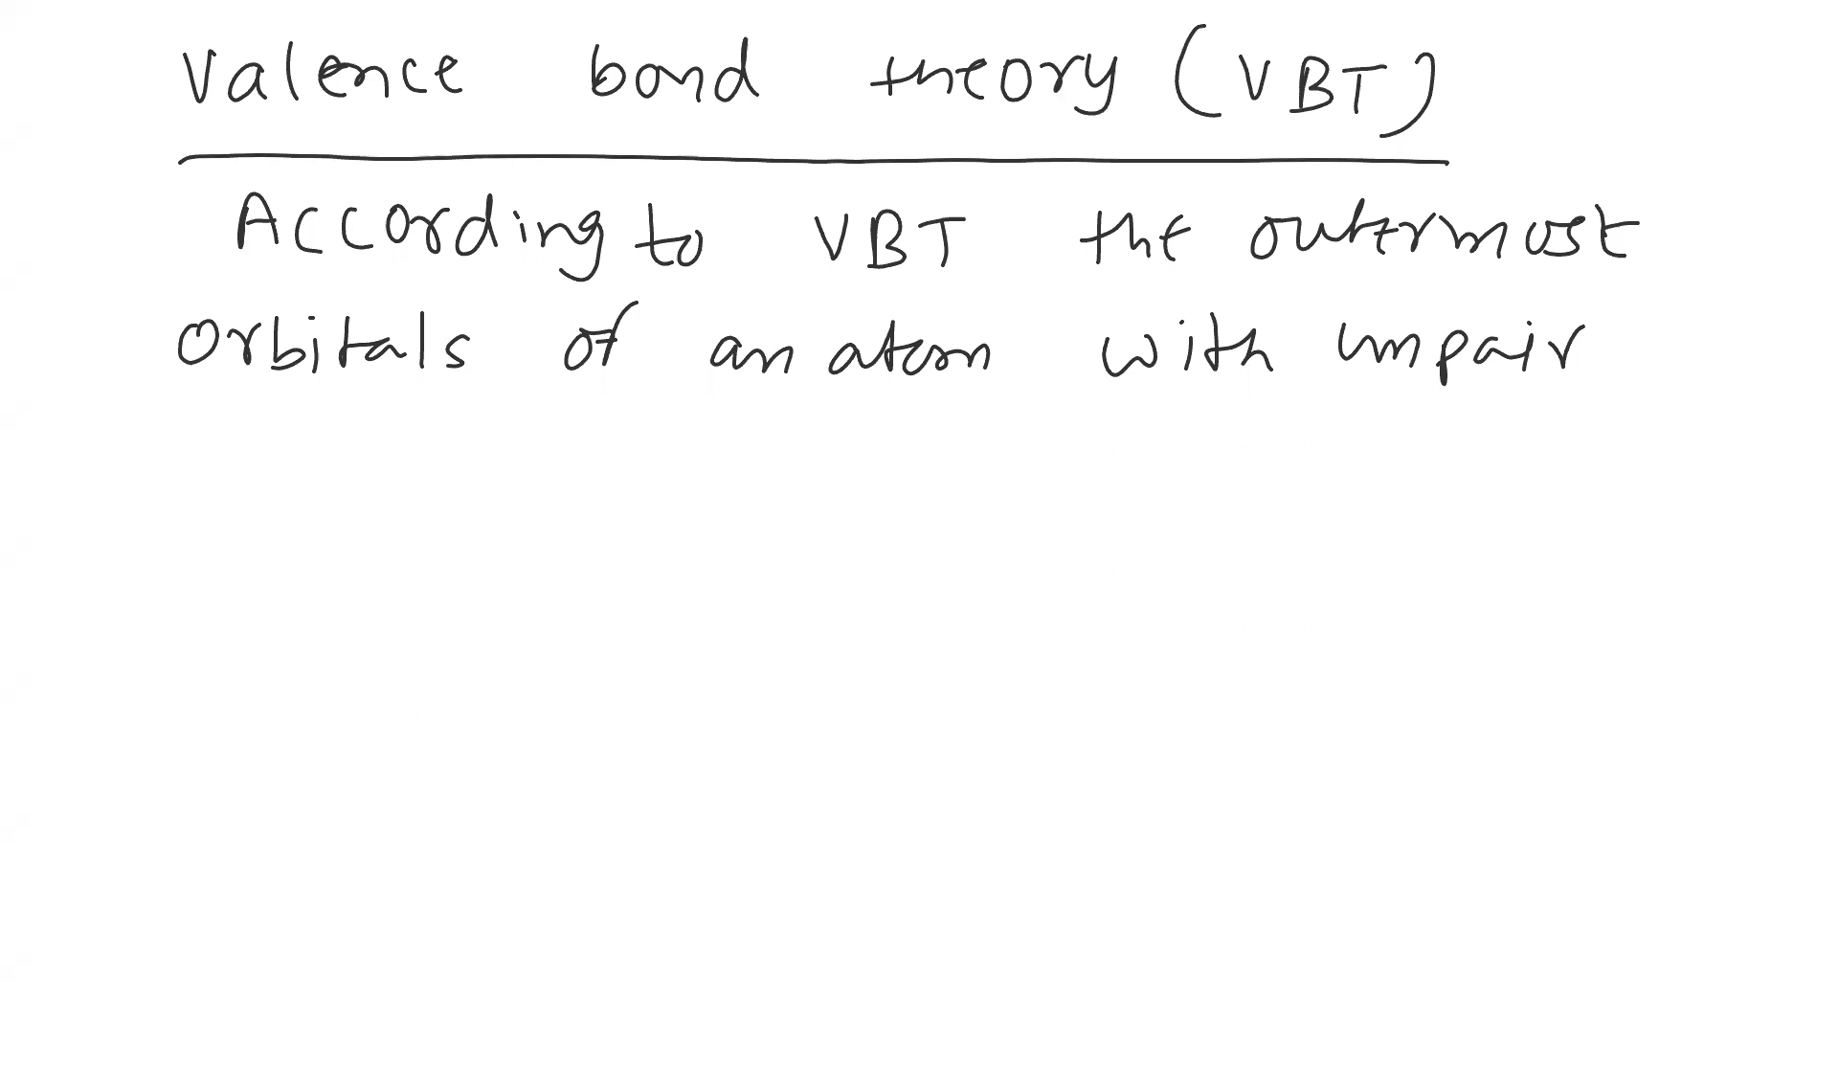 Valence bond theory (VBT)
According to VBT the outermost
orbitals of an atom with unpair